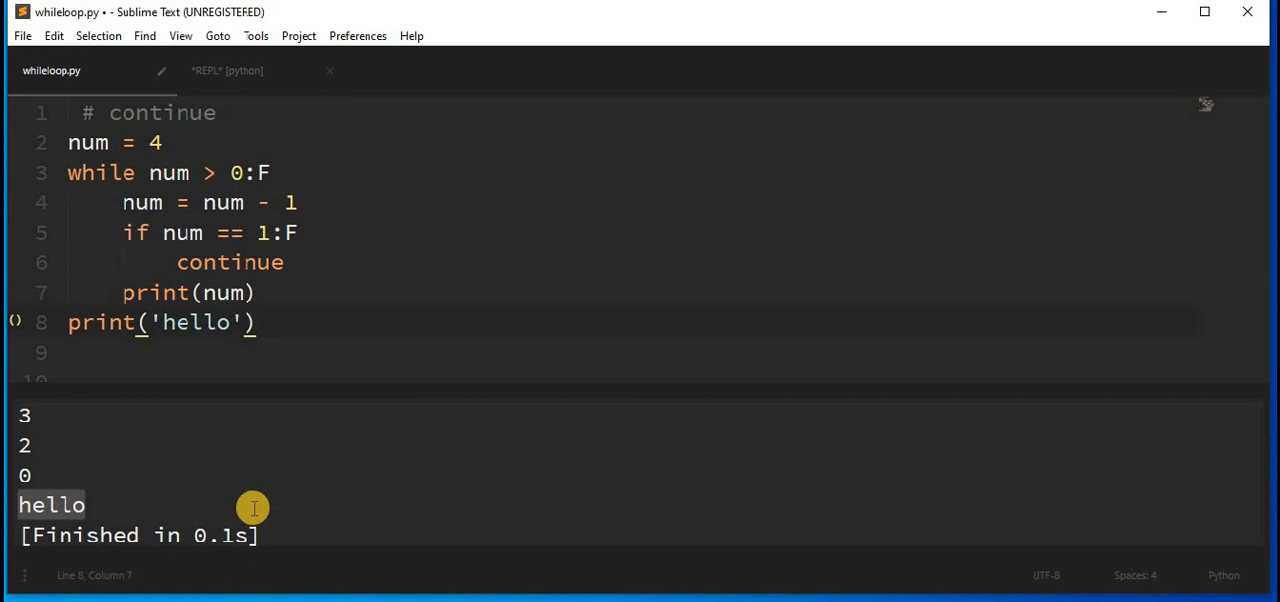 whileloop.py • - Sublime Text (UNREGISTERED)
File Edit Selection Find View Goto Tools Project Preferences Help
whileloop.py *REPL* [python]
1 # continue
2 num = 4
3 while num > 0:F
4 num = num - 1
5 if num == 1:F
6 continue
7 print(num)
() 8 print('hello')
9
10
3
2
0
hello
[Finished in 0.1s]
Line 8, Column 7 UTF-8 Spaces: 4 Python